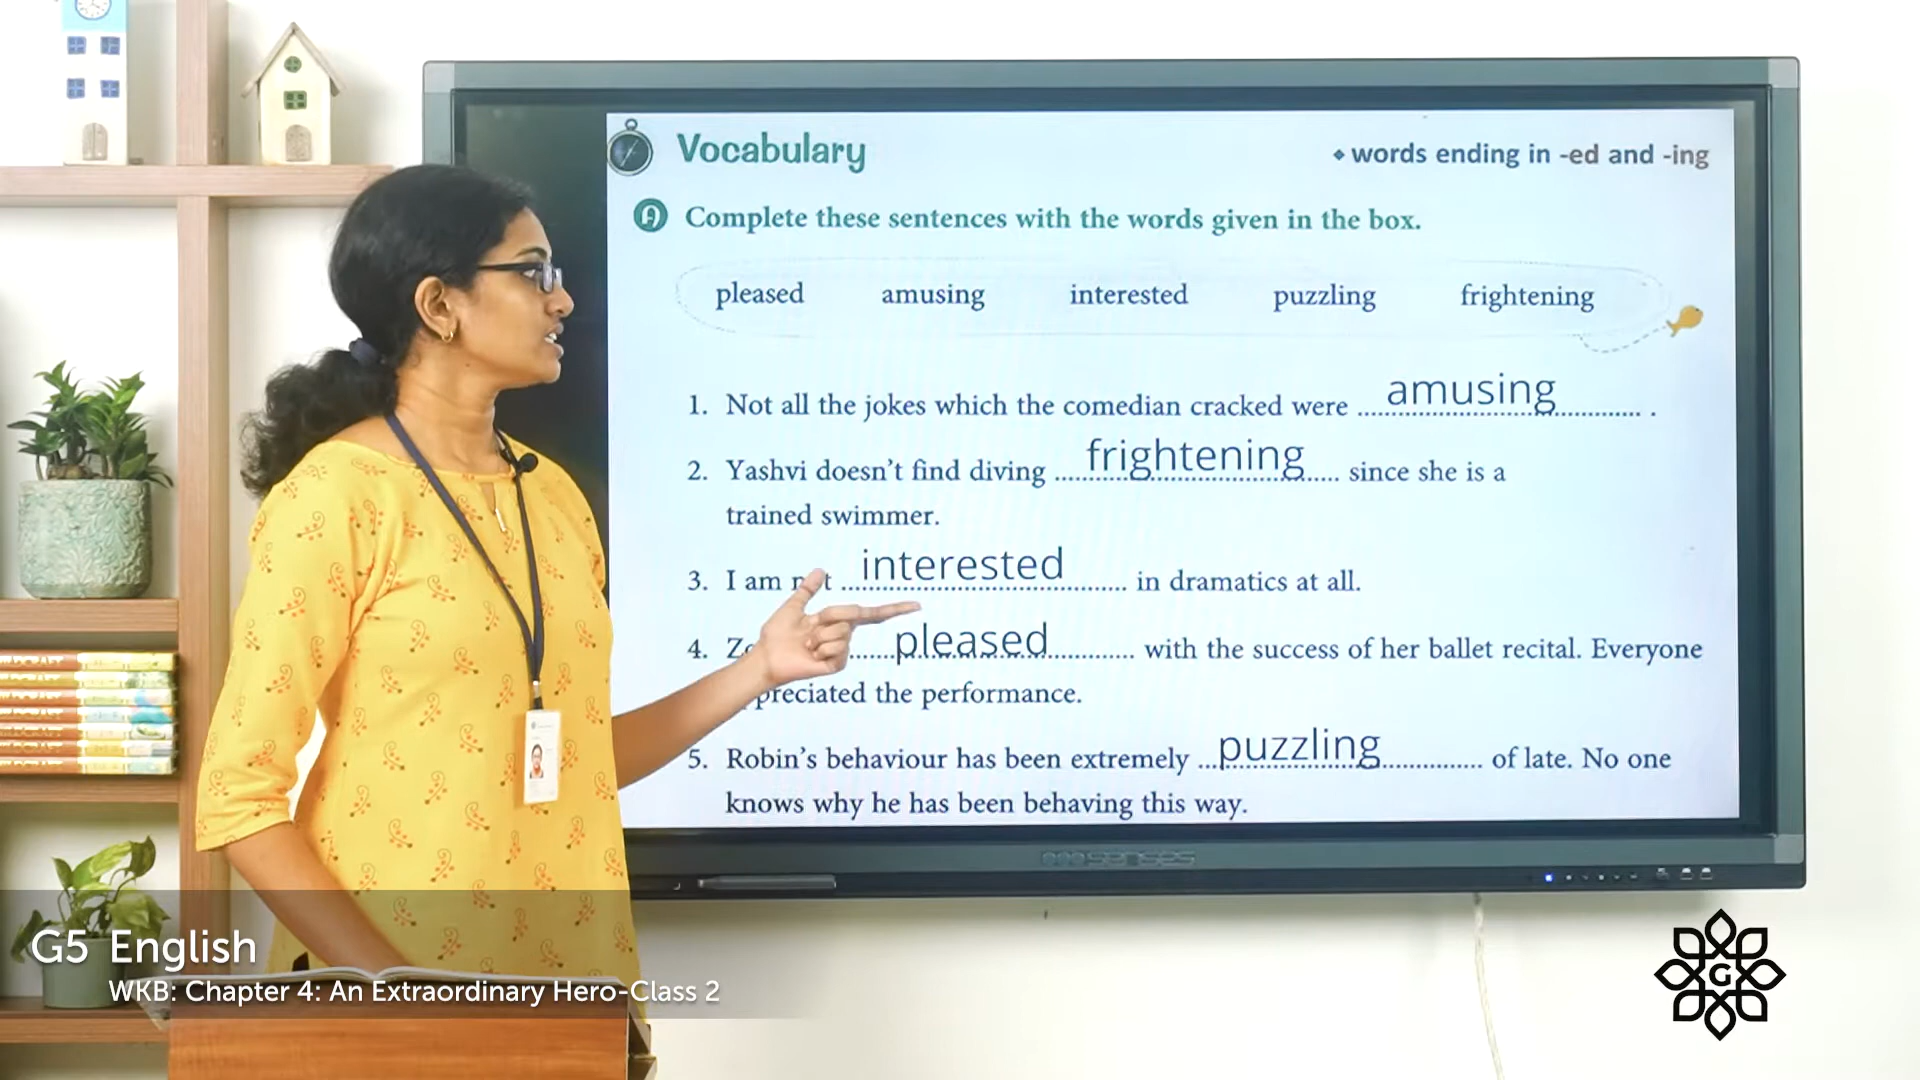 Vocabulary
❖ words ending in -ed and -ing
A Complete these sentences with the words given in the box.
pleased amusing interested puzzling frightening
1. Not all the jokes which the comedian cracked were amusing .
2. Yashvi doesn't find diving frightening since she is a
trained swimmer.
3. I am interested in dramatics at all.
4. pleased with the success of her ballet recital. Everyone
the performance.
5. Robin's behaviour has been extremely puzzling of late. No one
knows why he has been behaving this way.
G5 English
WKB: Chapter 4: An Extraordinary Hero-Class 2
G